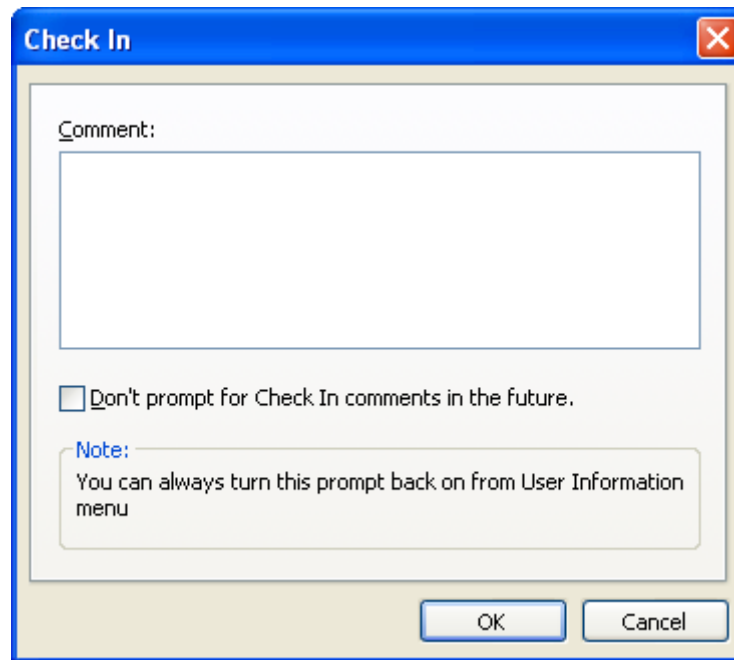 Check In
Comment:
Don't prompt for Check In comments in the future.
Note:
You can always turn this prompt back on from User Information
menu
OK
Cancel